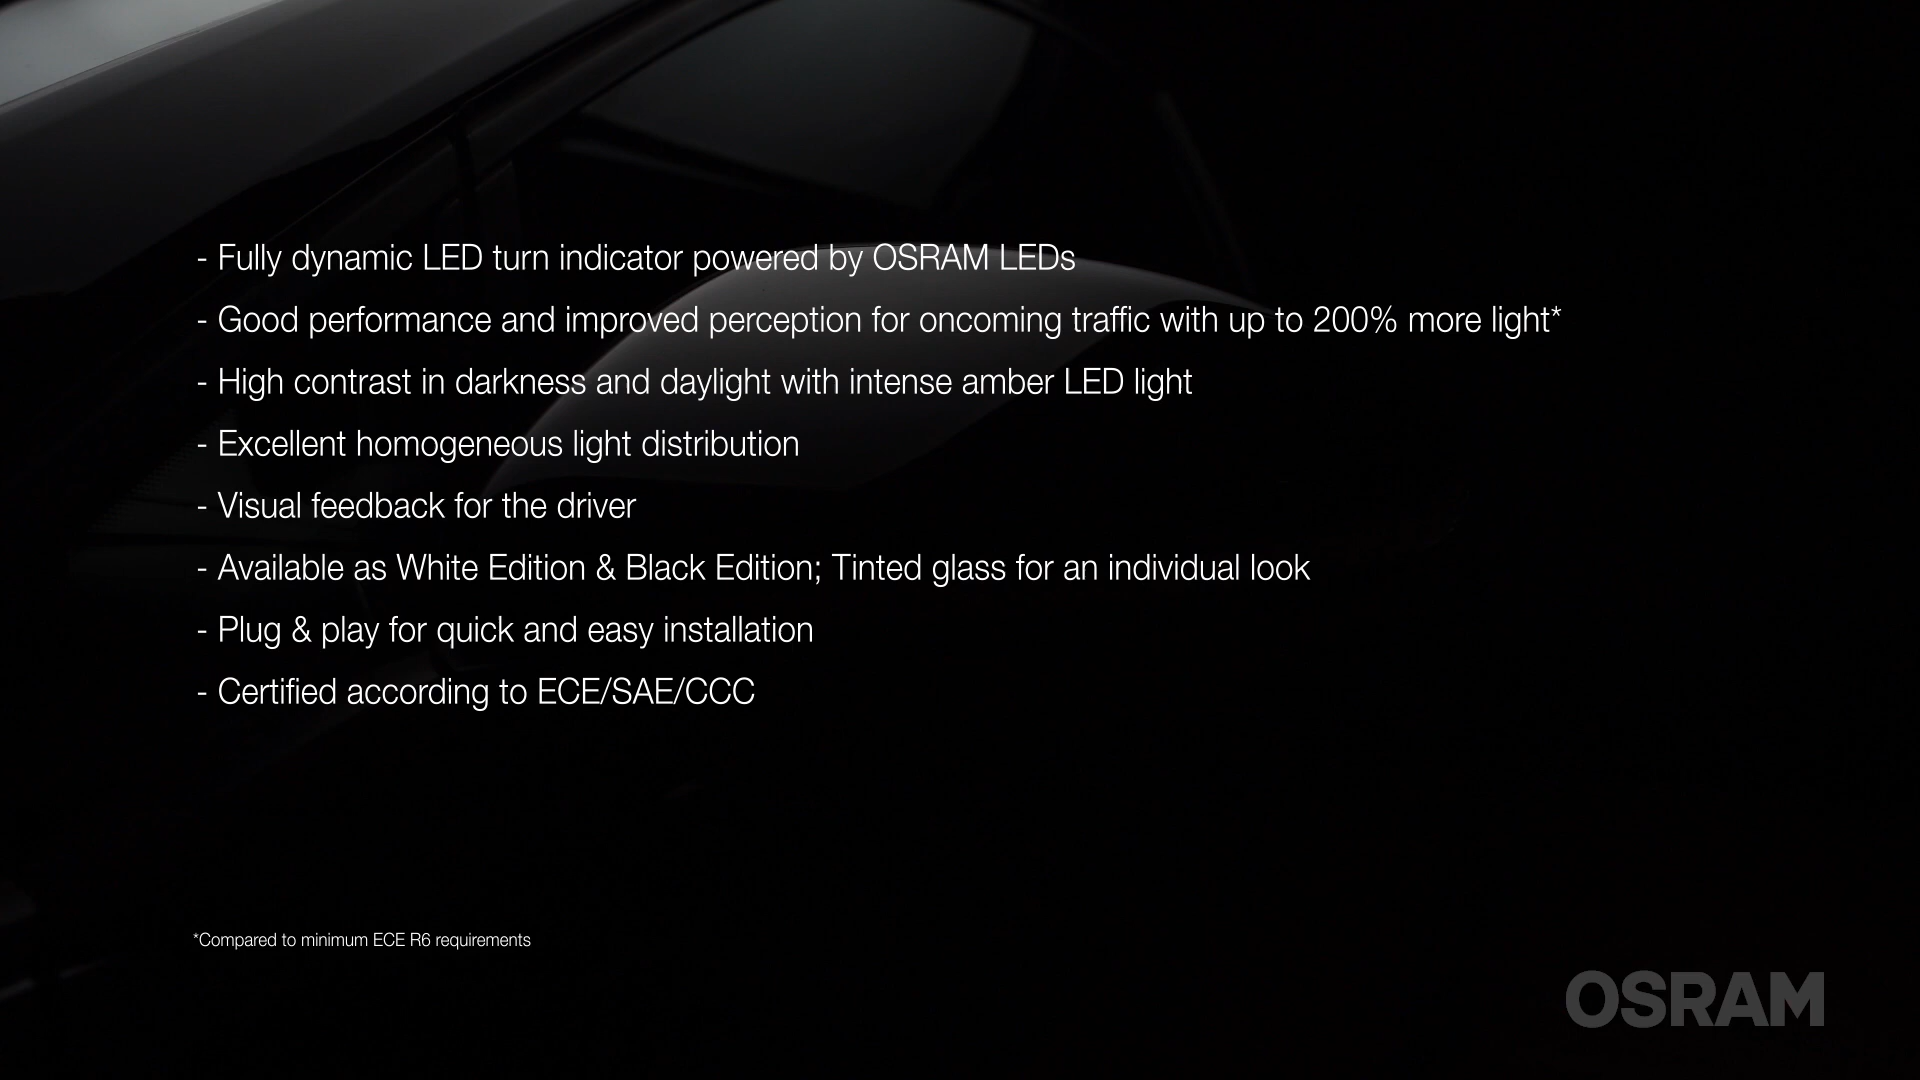 - Fully dynamic LED turn indicator powered by OSRAM LEDs
- Good performance and improved perception for oncoming traffic with up to 200% more light*
- High contrast in darkness and daylight with intense amber LED light
- Excellent homogeneous light distribution
- Visual feedback for the driver
- Available as White Edition & Black Edition; Tinted glass for an individual look
- Plug & play for quick and easy installation
- Certified according to ECE/SAE/CCC
*Compared to minimum ECE R6 requirements
OSRAM